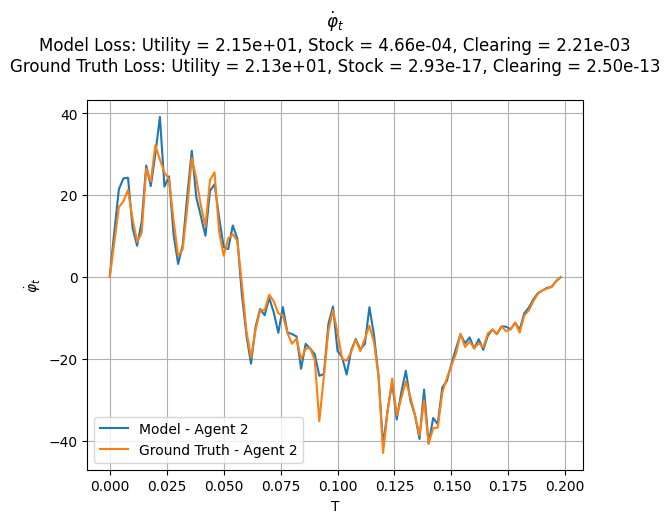 φ̇ₜ
Model Loss: Utility = 2.15e+01, Stock = 4.66e-04, Clearing = 2.21e-03
Ground Truth Loss: Utility = 2.13e+01, Stock = 2.93e-17, Clearing = 2.50e-13
40
20
0
−20
−40
φ̇ₜ
Model - Agent 2
Ground Truth - Agent 2
0.000 0.025 0.050 0.075 0.100 0.125 0.150 0.175 0.200
T